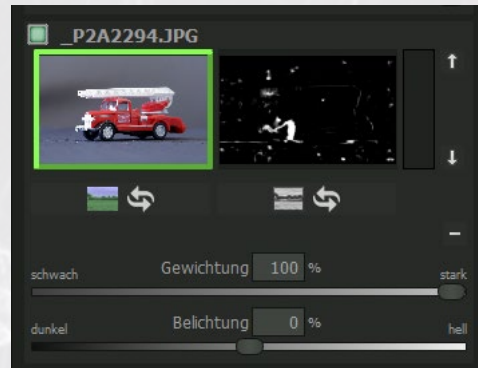 _P2A2294.JPG
Gewichtung 100 %
schwach stark
Belichtung 0 %
dunkel hell